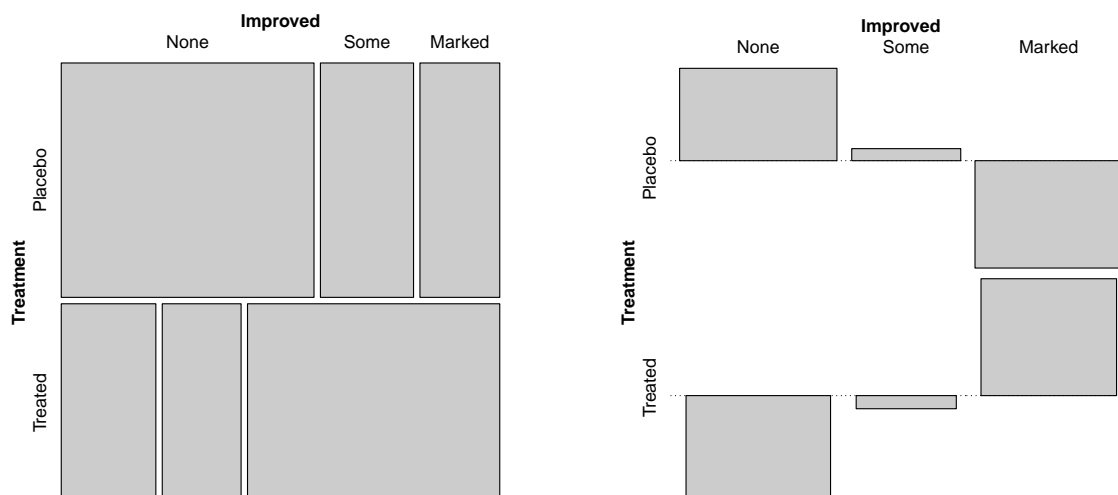 Improved
None Some Marked
Treatment
Placebo
Treated
Improved
None Some Marked
Treatment
Placebo
Treated